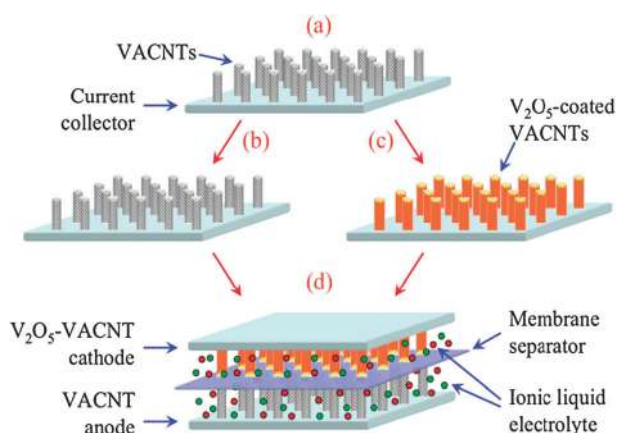 (a)
VACNTs
Current
collector
(b)
(c)
V₂O₅-coated
VACNTs
(d)
V₂O₅-VACNT
cathode
VACNT
anode
Membrane
separator
Ionic liquid
electrolyte